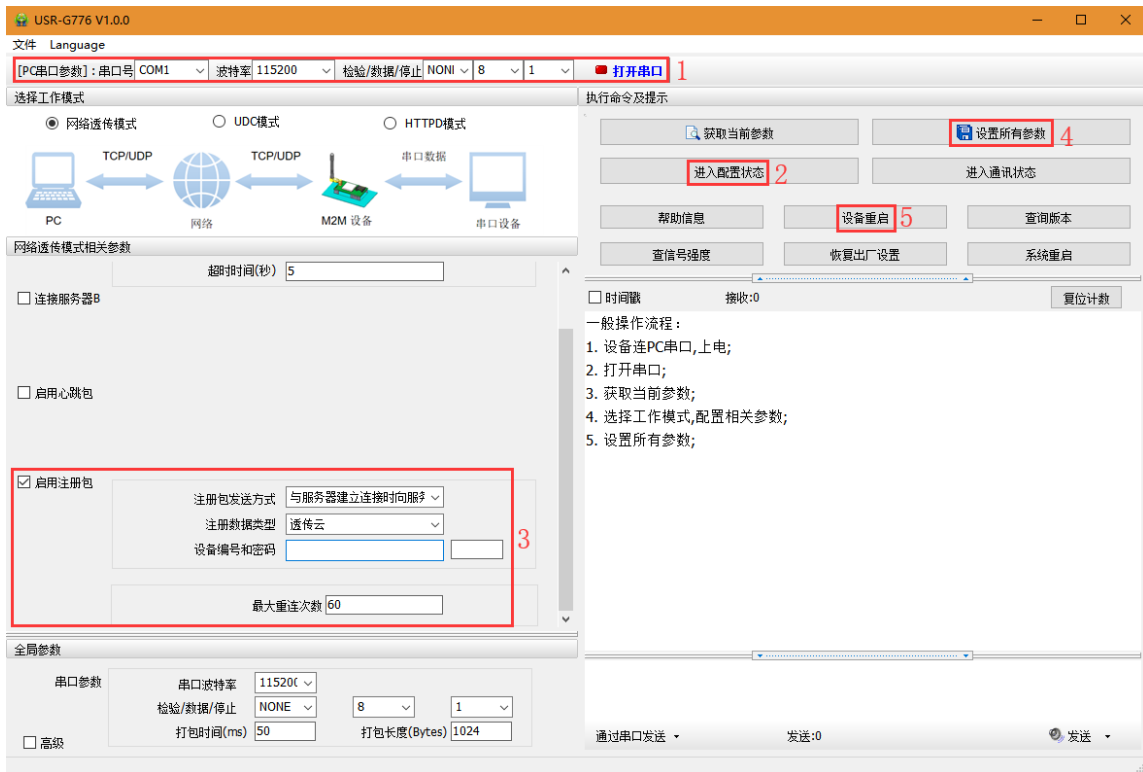 USR-G776 V1.0.0
文件 Language
[PC串口参数]:串口号 COM1 波特率 115200 检验/数据/停止 NONI 8 1 打开串口 1
选择工作模式
网络透传模式 UDC模式 HTTPD模式
TCP/UDP TCP/UDP 串口数据
PC 网络 M2M 设备 串口设备
网络透传模式相关参数
超时时间(秒) 5
连接服务器B
启用心跳包
启用注册包
注册包发送方式 与服务器建立连接时向服务
注册数据类型 透传云
设备编号和密码
3
最大重连次数 60
全局参数
串口参数 串口波特率 115200
检验/数据/停止 NONE 8 1
打包时间(ms) 50 打包长度(Bytes) 1024
高级
执行命令及提示
获取当前参数 设置所有参数 4
进入配置状态 2 进入通讯状态
帮助信息 设备重启 5 查询版本
查信号强度 恢复出厂设置 系统重启
时间戳 接收:0 复位计数
一般操作流程:
1. 设备连PC串口,上电;
2. 打开串口;
3. 获取当前参数;
4. 选择工作模式,配置相关参数;
5. 设置所有参数;
通过串口发送 发送:0 发送